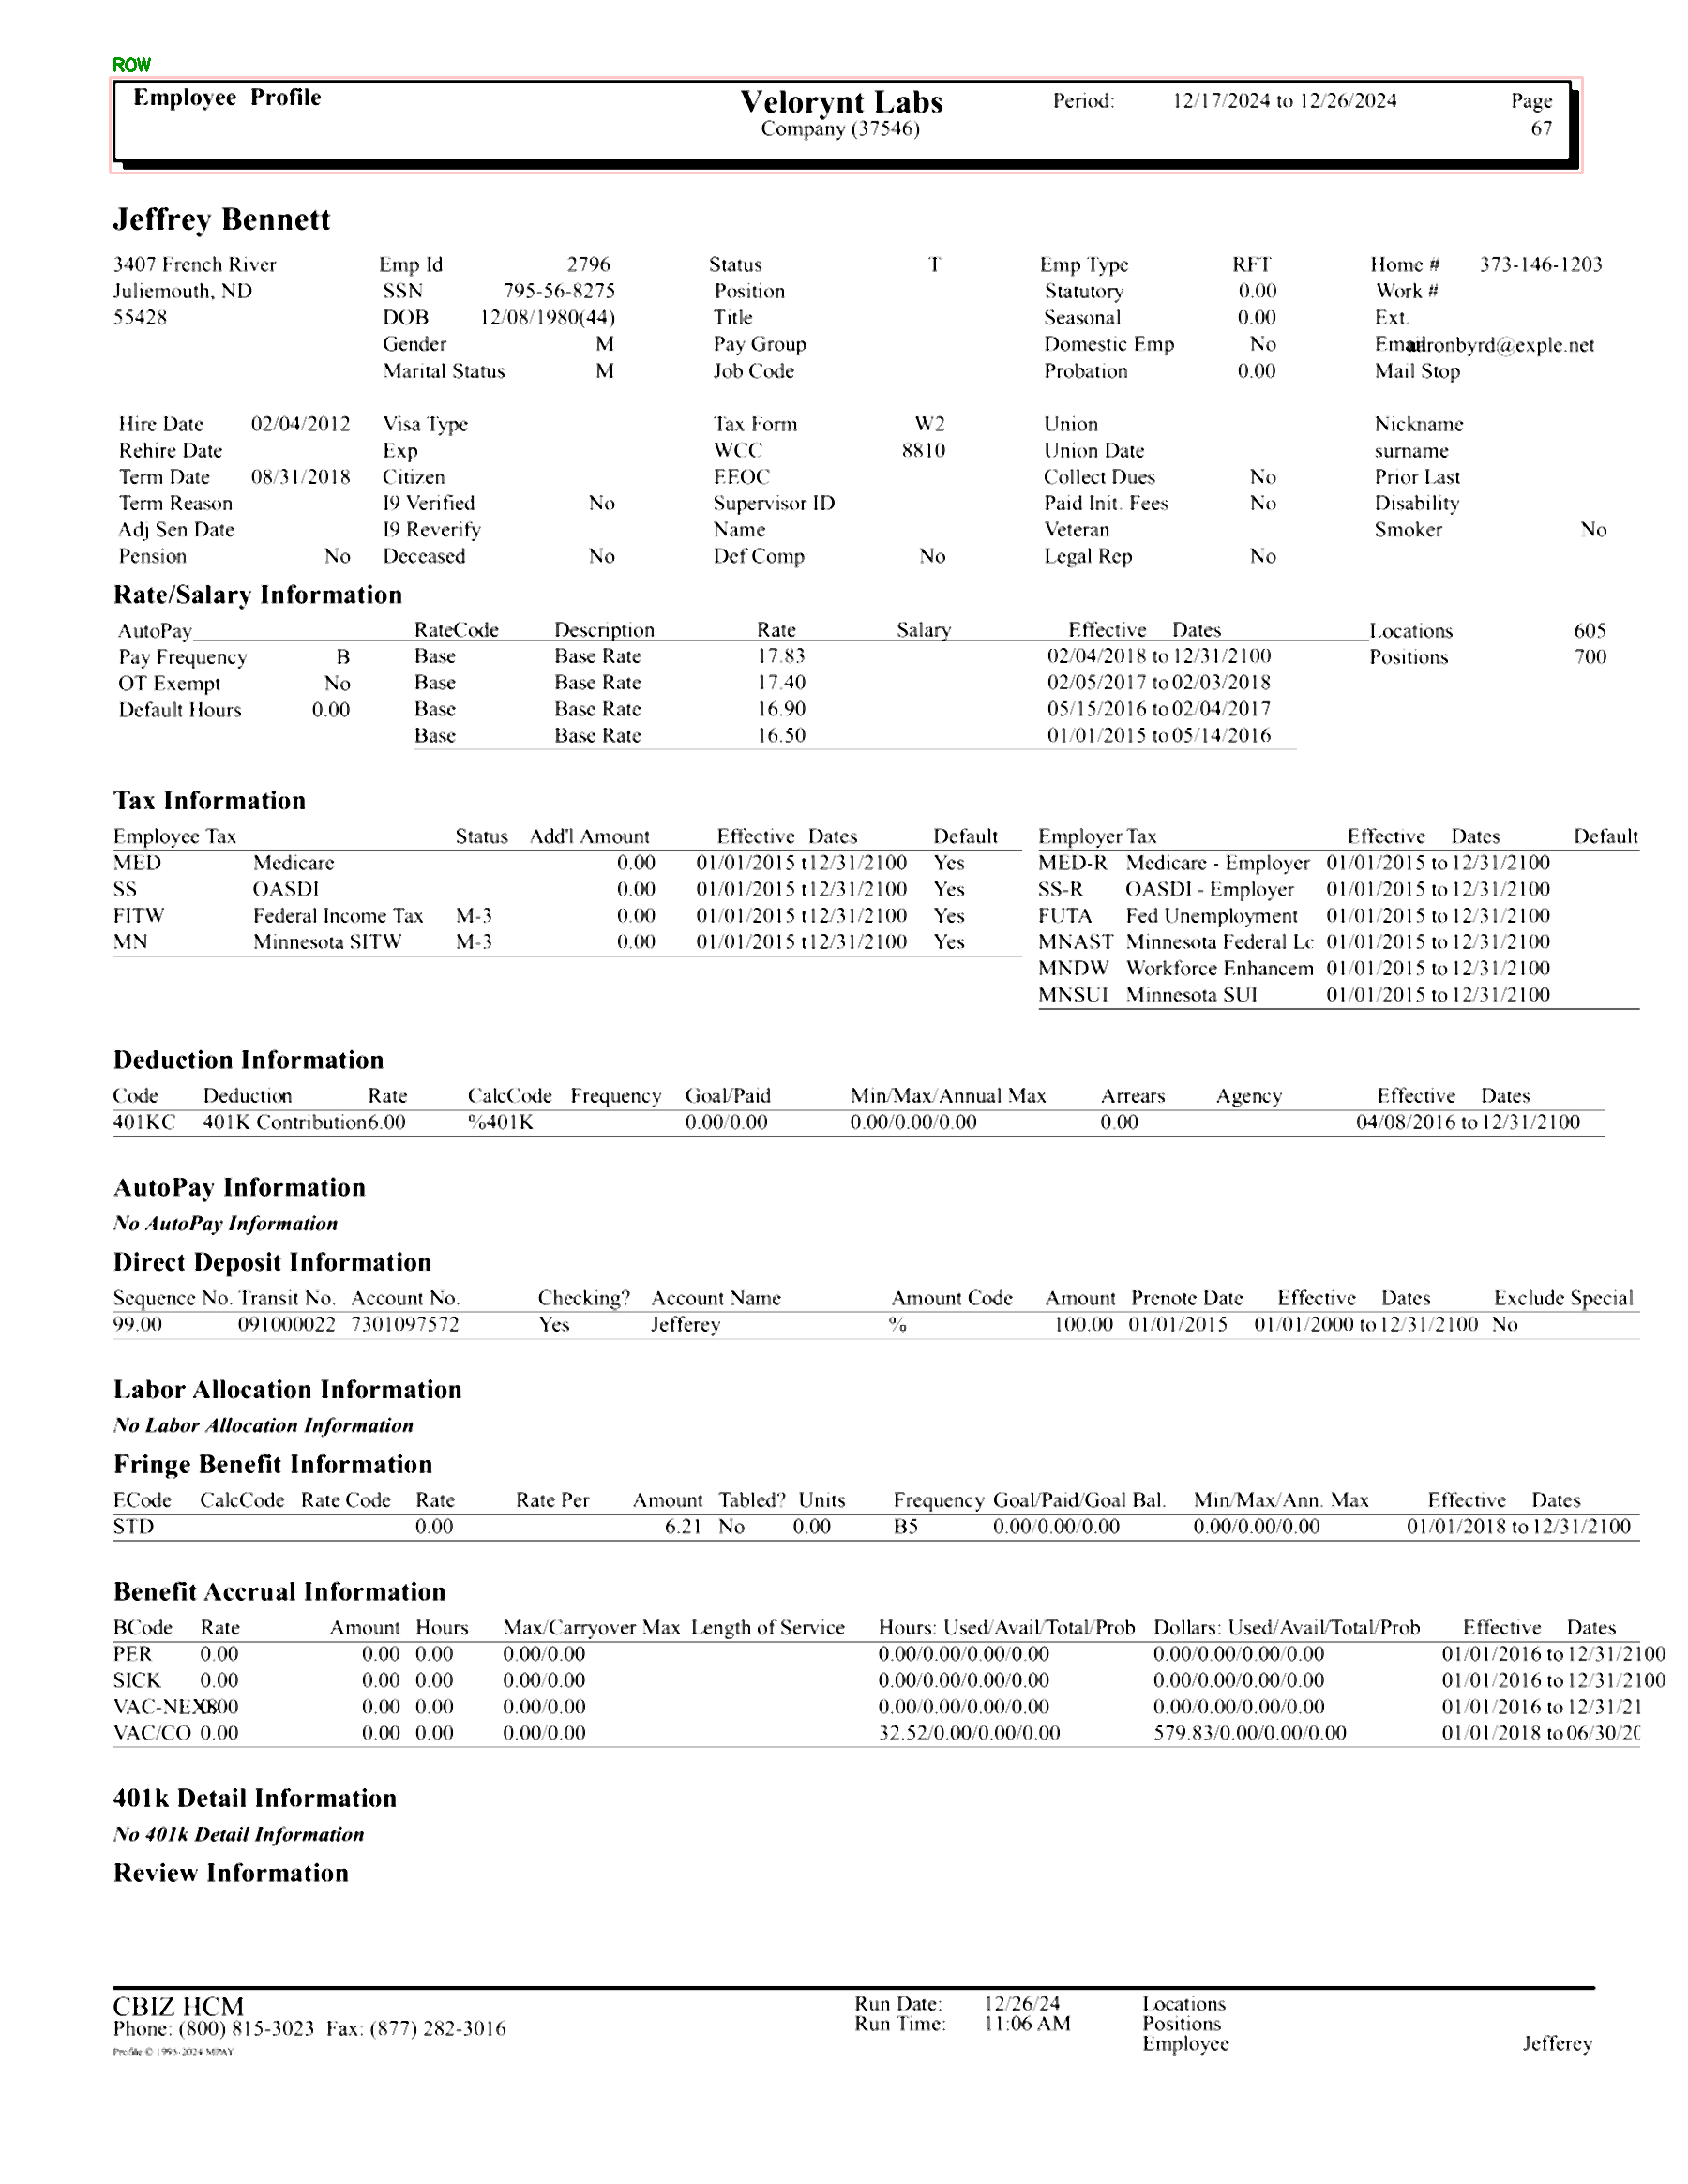 ROW
Employee Profile Velorynt Labs Period: 12/17/2024 to 12/26/2024 Page
Company (37546) 67
Jeffrey Bennett
3407 French River Emp Id 2796 Status T Emp Type RFT Home # 373-146-1203
Juliemouth, ND SSN 795-56-8275 Position Statutory 0.00 Work #
55428 DOB 12/08/1980(44) Title Seasonal 0.00 Ext.
Gender M Pay Group Domestic Emp No
Marital Status M Job Code Probation 0.00 Mail Stop
Hire Date 02/04/2012 Visa Type Tax Form W2 Union Nickname
Rehire Date Exp WCC 8810 Union Date surname
Term Date 08/31/2018 Citizen EEOC Collect Dues No Prior Last
Term Reason I9 Verified No Supervisor ID Paid Init. Fees No Disability
Adj Sen Date I9 Reverify Name Veteran Smoker No
Pension No Deceased No Def Comp No Legal Rep No
Rate/Salary Information
AutoPay RateCode Description Rate Salary Effective Dates Locations 605
Pay Frequency B Base Base Rate 17.83 02/04/2018 to 12/31/2100 Positions 700
OT Exempt No Base Base Rate 17.40 02/05/2017 to 02/03/2018
Default Hours 0.00 Base Base Rate 16.90 05/15/2016 to 02/04/2017
Base Base Rate 16.50 01/01/2015 to 05/14/2016
Tax Information
Employee Tax Status Add'l Amount Effective Dates Default Employer Tax Effective Dates Default
MED Medicare 0.00 01/01/2015 t12/31/2100 Yes MED-R Medicare - Employer 01/01/2015 to 12/31/2100
SS OASDI 0.00 01/01/2015 t12/31/2100 Yes SS-R OASDI - Employer 01/01/2015 to 12/31/2100
FITW Federal Income Tax M-3 0.00 01/01/2015 t12/31/2100 Yes FUTA Fed Unemployment 01/01/2015 to 12/31/2100
MN Minnesota SITW M-3 0.00 01/01/2015 t12/31/2100 Yes MNAST Minnesota Federal Lc 01/01/2015 to 12/31/2100
MNDW Workforce Enhancem 01/01/2015 to 12/31/2100
MNSUI Minnesota SUI 01/01/2015 to 12/31/2100
Deduction Information
Code Deduction Rate CalcCode Frequency Goal/Paid Min/Max/Annual Max Arrears Agency Effective Dates
401KC 401K Contribution6.00 %401K 0.00/0.00 0.00/0.00/0.00 0.00 04/08/2016 to 12/31/2100
AutoPay Information
No AutoPay Information
Direct Deposit Information
Sequence No. Transit No. Account No. Checking? Account Name Amount Code Amount Prenote Date Effective Dates Exclude Special
99.00 091000022 7301097572 Yes Jefferey % 100.00 01/01/2015 01/01/2000 to 12/31/2100 No
Labor Allocation Information
No Labor Allocation Information
Fringe Benefit Information
ECode CalcCode Rate Code Rate Rate Per Amount Tabled? Units Frequency Goal/Paid/Goal Bal. Min/Max/Ann. Max Effective Dates
STD 0.00 6.21 No 0.00 B5 0.00/0.00/0.00 0.00/0.00/0.00 01/01/2018 to 12/31/2100
Benefit Accrual Information
BCode Rate Amount Hours Max/Carryover Max Length of Service Hours: Used/Avail/Total/Prob Dollars: Used/Avail/Total/Prob Effective Dates
PER 0.00 0.00 0.00 0.00/0.00 0.00/0.00/0.00/0.00 0.00/0.00/0.00/0.00 01/01/2016 to 12/31/2100
SICK 0.00 0.00 0.00 0.00/0.00 0.00/0.00/0.00/0.00 0.00/0.00/0.00/0.00 01/01/2016 to 12/31/2100
0.00 0.00 0.00/0.00 0.00/0.00/0.00/0.00 0.00/0.00/0.00/0.00 01/01/2016 to 12/31/21
VAC/CO 0.00 0.00 0.00 0.00/0.00 32.52/0.00/0.00/0.00 579.83/0.00/0.00/0.00 01/01/2018 to 06/30/20
401k Detail Information
No 401k Detail Information
Review Information
CBIZ HCM Run Date: 12/26/24 Locations
Phone: (800) 815-3023 Fax: (877) 282-3016 Run Time: 11:06 AM Positions
Profile © 1995-2024 MPAY Employee Jefferey